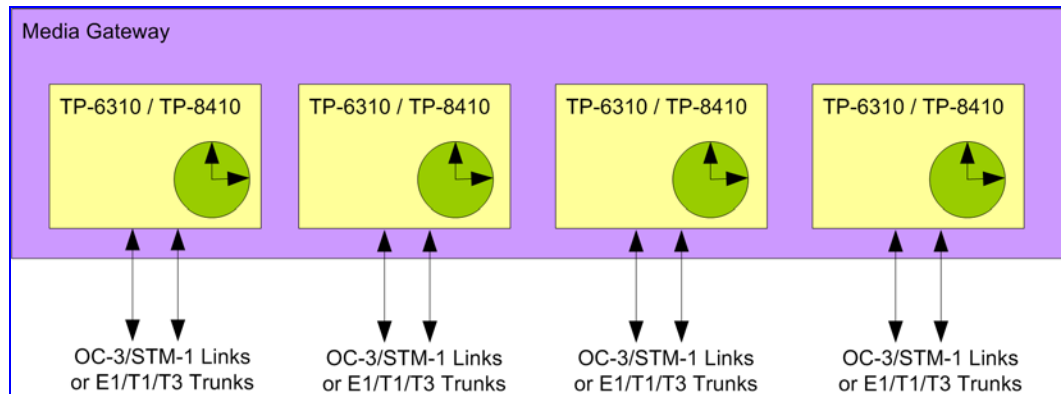 Media Gateway
TP-6310 / TP-8410
TP-6310 / TP-8410
TP-6310 / TP-8410
TP-6310 / TP-8410
OC-3/STM-1 Links
or E1/T1/T3 Trunks
OC-3/STM-1 Links
or E1/T1/T3 Trunks
OC-3/STM-1 Links
or E1/T1/T3 Trunks
OC-3/STM-1 Links
or E1/T1/T3 Trunks